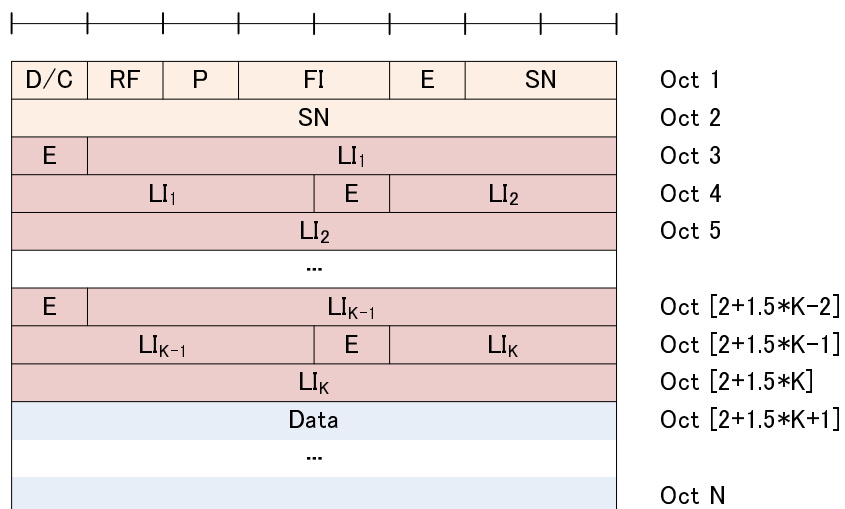 D/C RF P FI E SN Oct 1
SN Oct 2
E LI₁ Oct 3
LI₁ E LI₂ Oct 4
LI₂ Oct 5
...
E LIK-1 Oct [2+1.5*K-2]
LIK-1 E LIK Oct [2+1.5*K-1]
LIK Oct [2+1.5*K]
Data Oct [2+1.5*K+1]
...
Oct N